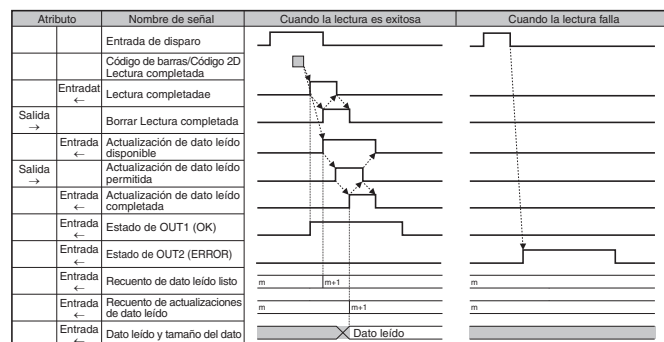 Atributo Nombre de señal Cuando la lectura es exitosa Cuando la lectura falla
Entrada de disparo
Código de barras/Código 2D
Lectura completada
Entradat
← Lectura completadae
Salida
→ Borrar Lectura completada
Entrada
← Actualización de dato leído
disponible
Salida
→ Actualización de dato leído
permitida
Entrada
← Actualización de dato leído
completada
Entrada
← Estado de OUT1 (OK)
Entrada
← Estado de OUT2 (ERROR)
Entrada
← Recuento de dato leído listo m m+1 m
Entrada
← Recuento de actualizaciones
de dato leído m m+1 m
Entrada
← Dato leído y tamaño del dato Dato leído